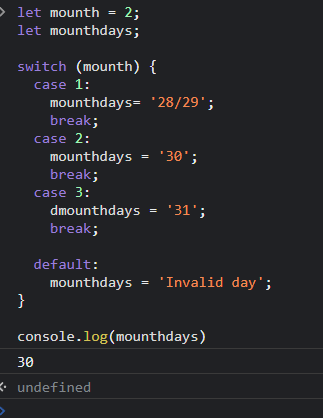 let mounth = 2;
let mounthdays;
switch (mounth) {
case 1:
mounthdays= '28/29';
break;
case 2:
mounthdays = '30';
break;
case 3:
dmounthdays = '31';
break;
default:
mounthdays = 'Invalid day';
}
console.log(mounthdays)
30
undefined